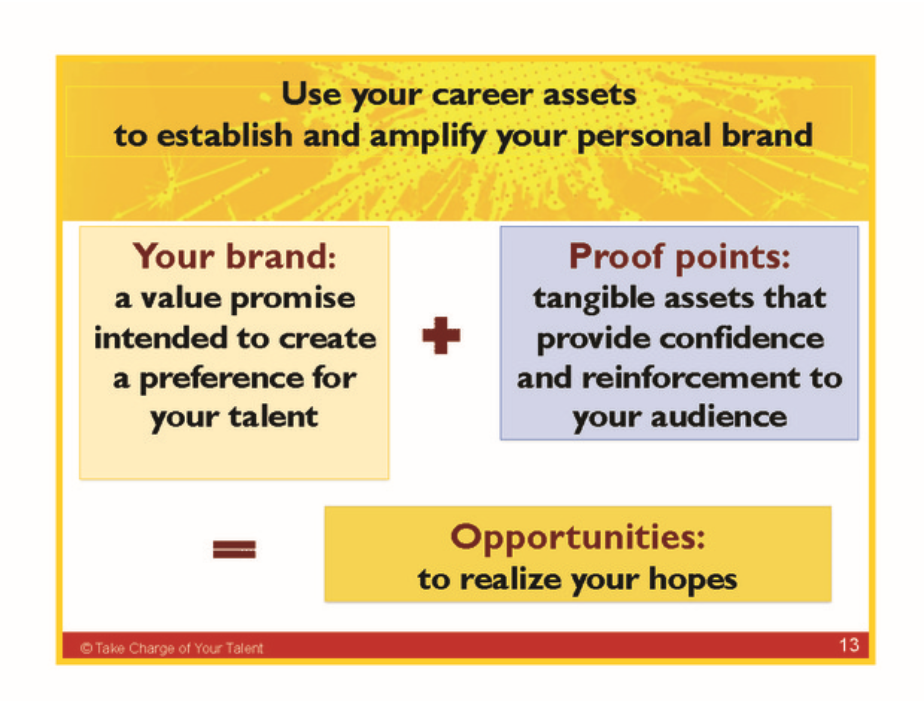 Use your career assets
to establish and amplify your personal brand
Your brand:
a value promise
intended to create
a preference for
your talent
+
Proof points:
tangible assets that
provide confidence
and reinforcement to
your audience
=
Opportunities:
to realize your hopes
© Take Charge of Your Talent
13